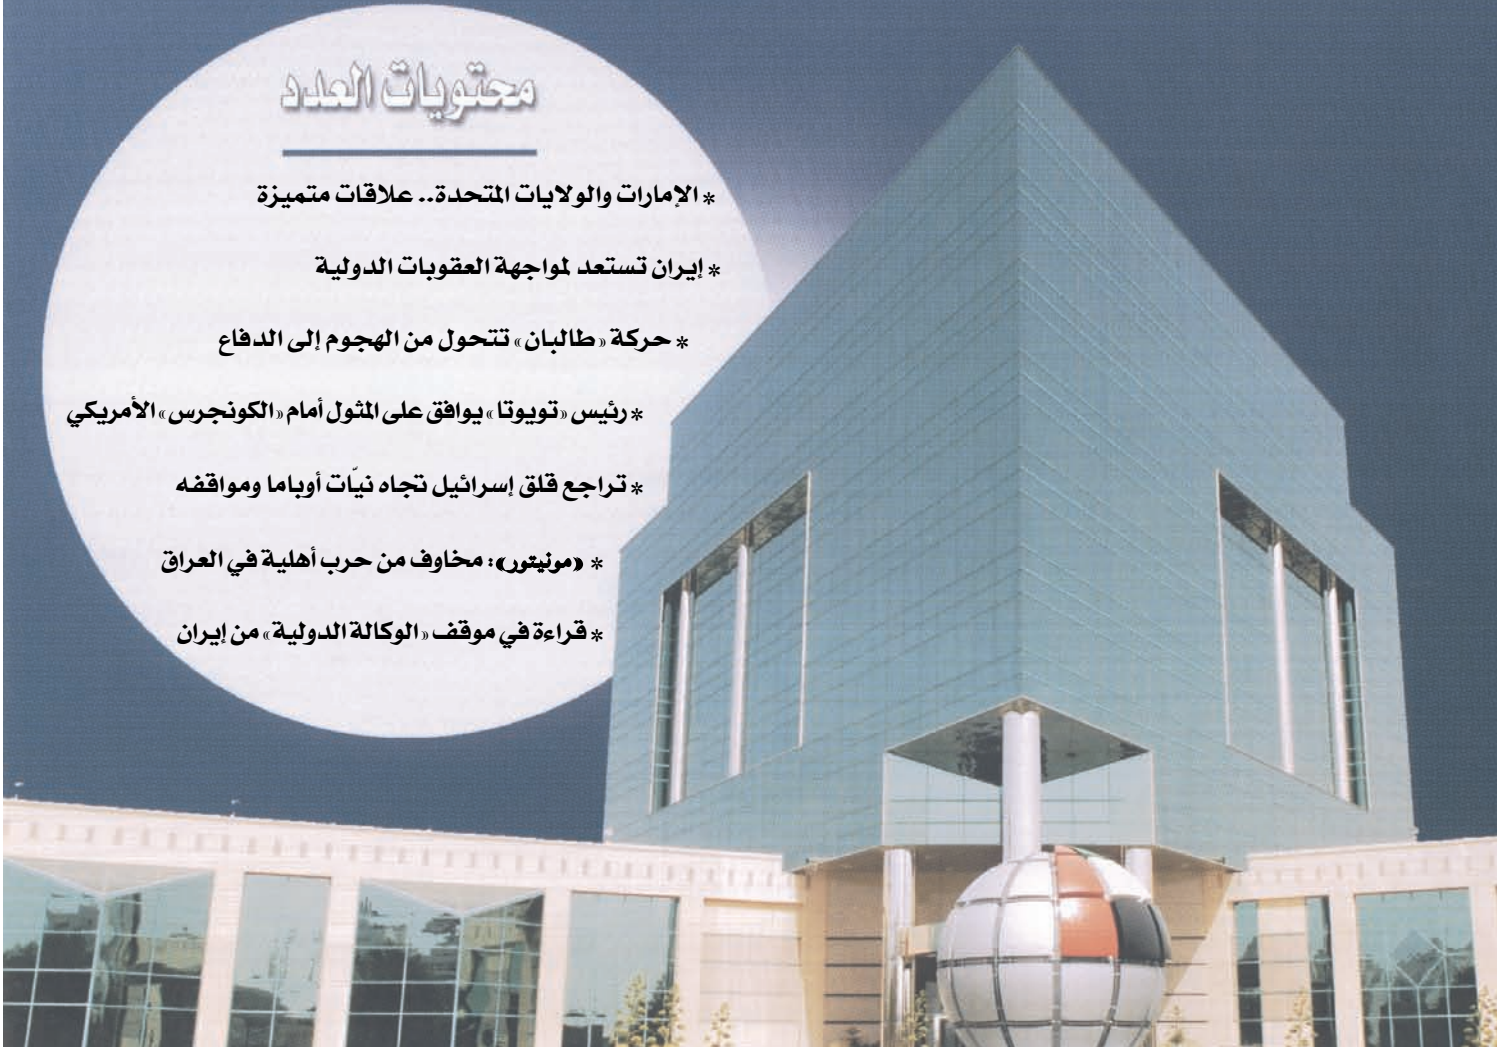 محتويات العدد
* الإمارات والولايات المتحدة.. علاقات متميزة
* إيران تستعد لمواجهة العقوبات الدولية
* حركة «طالبان» تتحول من الهجوم إلى الدفاع
* رئيس «تويوتا» يوافق على المثول أمام «الكونجرس» الأمريكي
* تراجع قلق إسرائيل تجاه نيّات أوباما ومواقفه
* «مونيتور»: مخاوف من حرب أهلية في العراق
* قراءة في موقف «الوكالة الدولية» من إيران